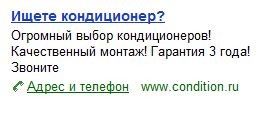 Ищете кондиционер?
Огромный выбор кондиционеров!
Качественный монтаж! Гарантия 3 года!
Звоните
Адрес и телефон www.condition.ru